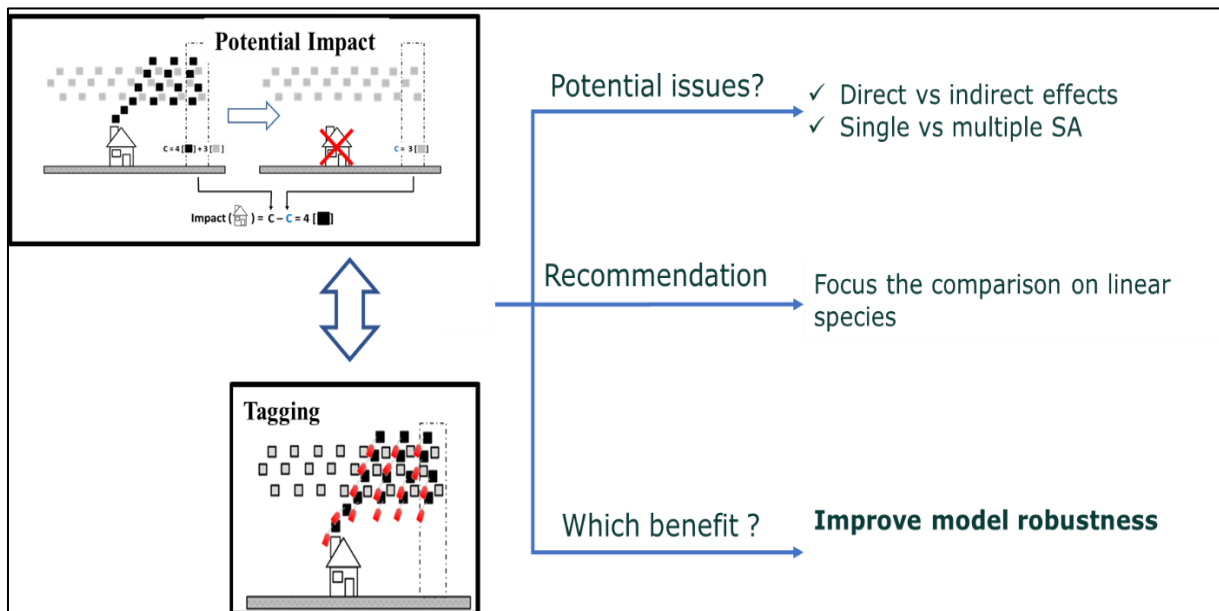 Potential Impact
C = 4 [ ] + 3 [ ]
C = 3 [ ]
Impact ( ) = C – C = 4 [ ]
Tagging
Potential issues?
✓ Direct vs indirect effects
✓ Single vs multiple SA
Recommendation
Focus the comparison on linear
species
Which benefit ?
Improve model robustness